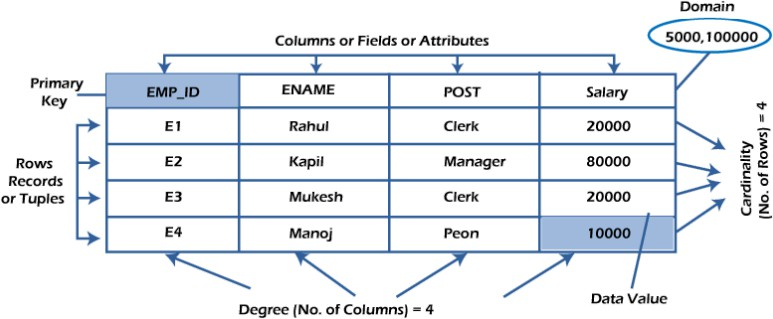 Domain
5000,100000
Columns or Fields or Attributes
Primary
Key
EMP_ID ENAME POST Salary
E1 Rahul Clerk 20000
E2 Kapil Manager 80000
E3 Mukesh Clerk 20000
E4 Manoj Peon 10000
Rows
Records
or Tuples
Cardinality
(No. of Rows) = 4
Degree (No. of Columns) = 4
Data Value